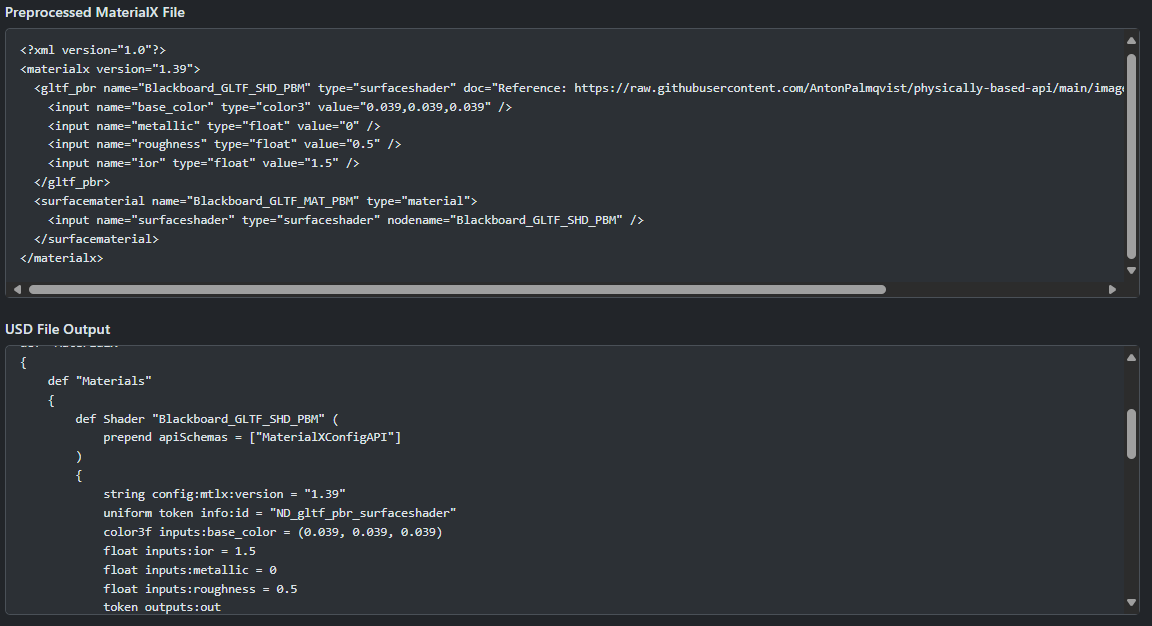 Preprocessed MaterialX File
<?xml version="1.0"?>
<materialx version="1.39">
  <gltf_pbr name="Blackboard_GLTF_SHD_PBM" type="surfaceshader" doc="Reference: https://raw.githubusercontent.com/AntonPalmqvist/physically-based-api/main/image
    <input name="base_color" type="color3" value="0.039,0.039,0.039" />
    <input name="metallic" type="float" value="0" />
    <input name="roughness" type="float" value="0.5" />
    <input name="ior" type="float" value="1.5" />
  </gltf_pbr>
  <surfacematerial name="Blackboard_GLTF_MAT_PBM" type="material">
    <input name="surfaceshader" type="surfaceshader" nodename="Blackboard_GLTF_SHD_PBM" />
  </surfacematerial>
</materialx>
USD File Output
{
    def "Materials"
    {
        def Shader "Blackboard_GLTF_SHD_PBM" (
            prepend apiSchemas = ["MaterialXConfigAPI"]
        )
        {
            string config:mtlx:version = "1.39"
            uniform token info:id = "ND_gltf_pbr_surfaceshader"
            color3f inputs:base_color = (0.039, 0.039, 0.039)
            float inputs:ior = 1.5
            float inputs:metallic = 0
            float inputs:roughness = 0.5
            token outputs:out